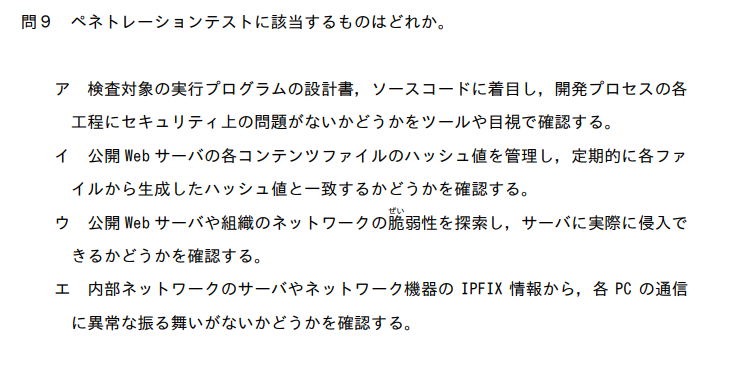 問９　ペネトレーションテストに該当するものはどれか。
ア　検査対象の実行プログラムの設計書，ソースコードに着目し，開発プロセスの各
工程にセキュリティ上の問題がないかどうかをツールや目視で確認する。
イ　公開 Web サーバの各コンテンツファイルのハッシュ値を管理し，定期的に各ファ
イルから生成したハッシュ値と一致するかどうかを確認する。
ぜい
ウ　公開 Web サーバや組織のネットワークの脆弱性を探索し，サーバに実際に侵入で
きるかどうかを確認する。
エ　内部ネットワークのサーバやネットワーク機器の IPFIX 情報から，各 PC の通信
に異常な振る舞いがないかどうかを確認する。